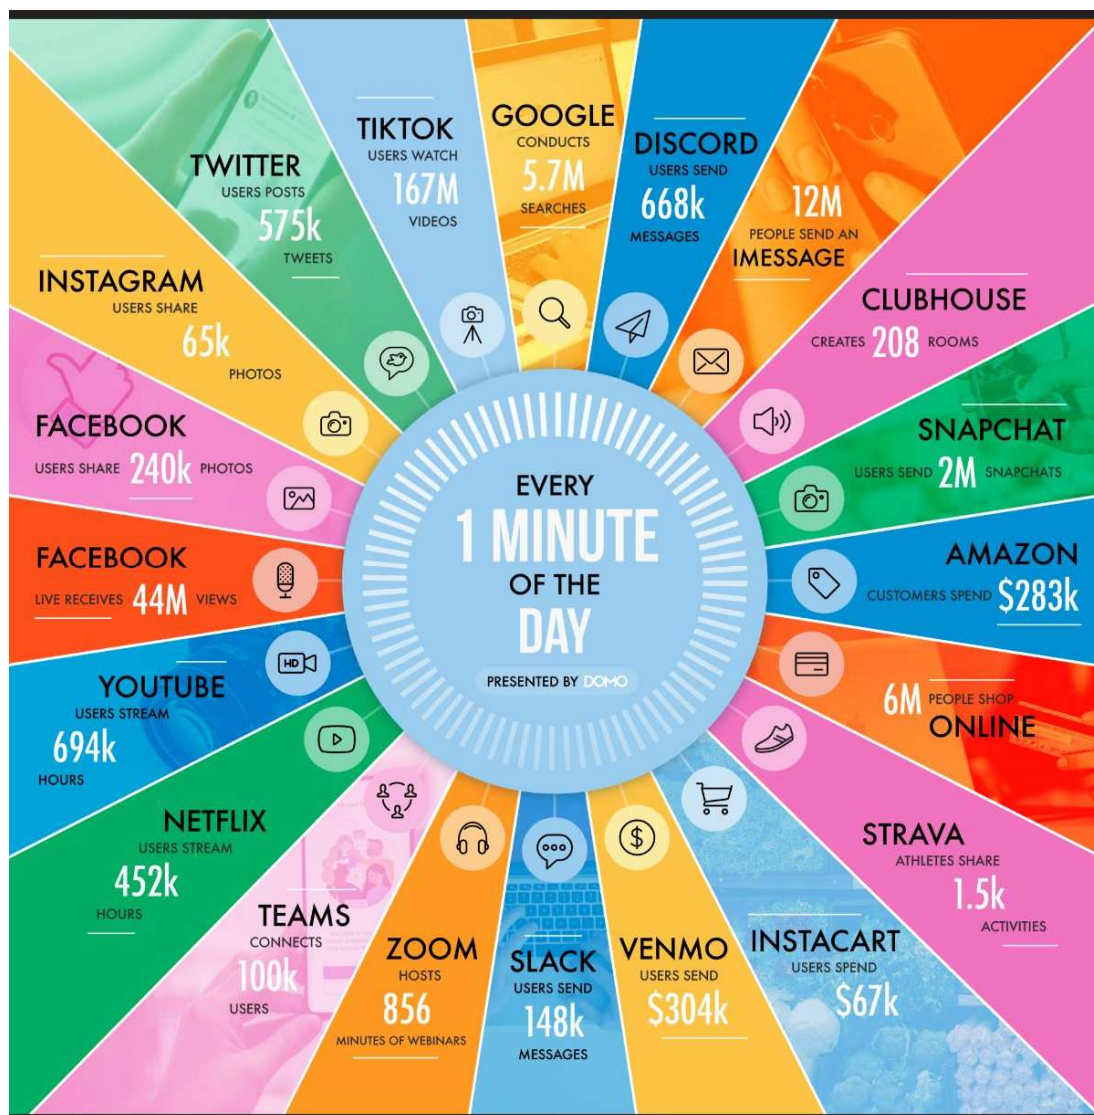 EVERY
1 MINUTE
OF THE
DAY
PRESENTED BY DOMO
GOOGLE
CONDUCTS
5.7M
SEARCHES
DISCORD
USERS SEND
668k
MESSAGES
12M
PEOPLE SEND AN
IMESSAGE
CLUBHOUSE
CREATES 208 ROOMS
SNAPCHAT
USERS SEND 2M SNAPCHATS
AMAZON
CUSTOMERS SPEND $283k
6M PEOPLE SHOP
ONLINE
STRAVA
ATHLETES SHARE
1.5k
ACTIVITIES
INSTACART
USERS SPEND
$67k
VENMO
USERS SEND
$304k
SLACK
USERS SEND
148k
MESSAGES
ZOOM
HOSTS
856
MINUTES OF WEBINARS
TEAMS
CONNECTS
100k
USERS
NETFLIX
USERS STREAM
452k
HOURS
YOUTUBE
USERS STREAM
694k
HOURS
HD
FACEBOOK
LIVE RECEIVES 44M VIEWS
FACEBOOK
USERS SHARE 240k PHOTOS
INSTAGRAM
USERS SHARE
65k
PHOTOS
TWITTER
USERS POSTS
575k
TWEETS
TIKTOK
USERS WATCH
167M
VIDEOS